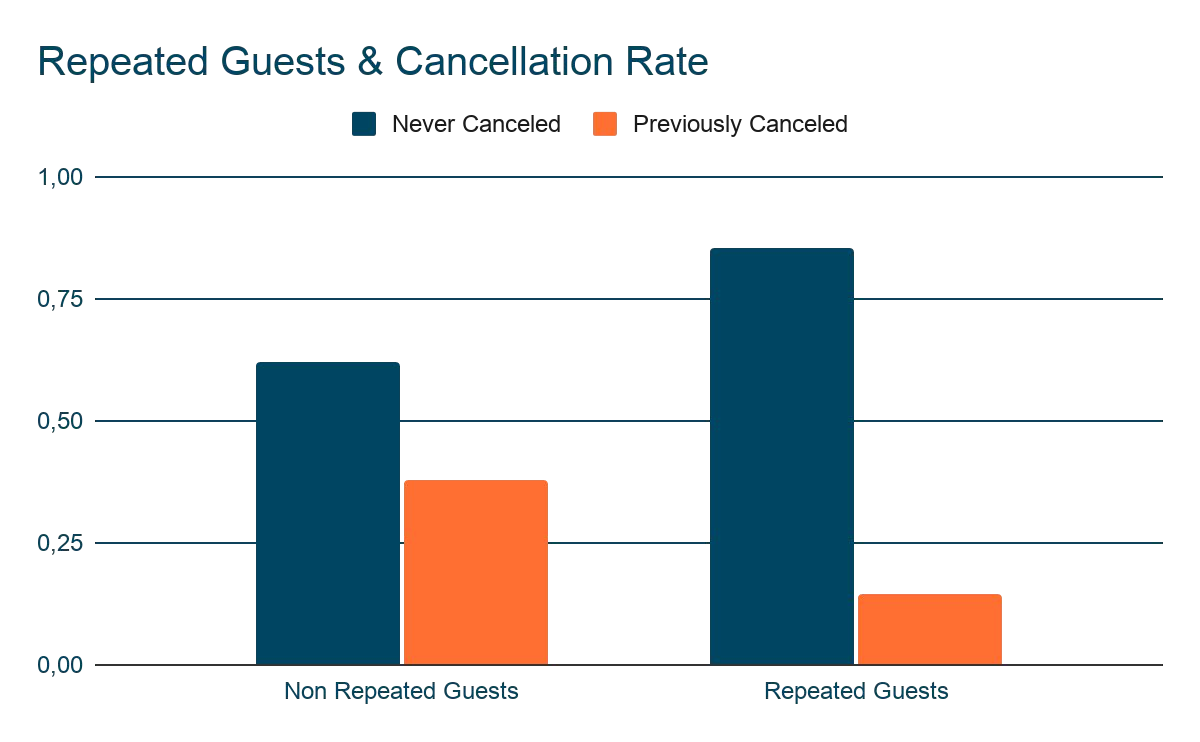 Repeated Guests & Cancellation Rate
Never Canceled Previously Canceled
1,00
0,75
0,50
0,25
0,00
Non Repeated Guests Repeated Guests